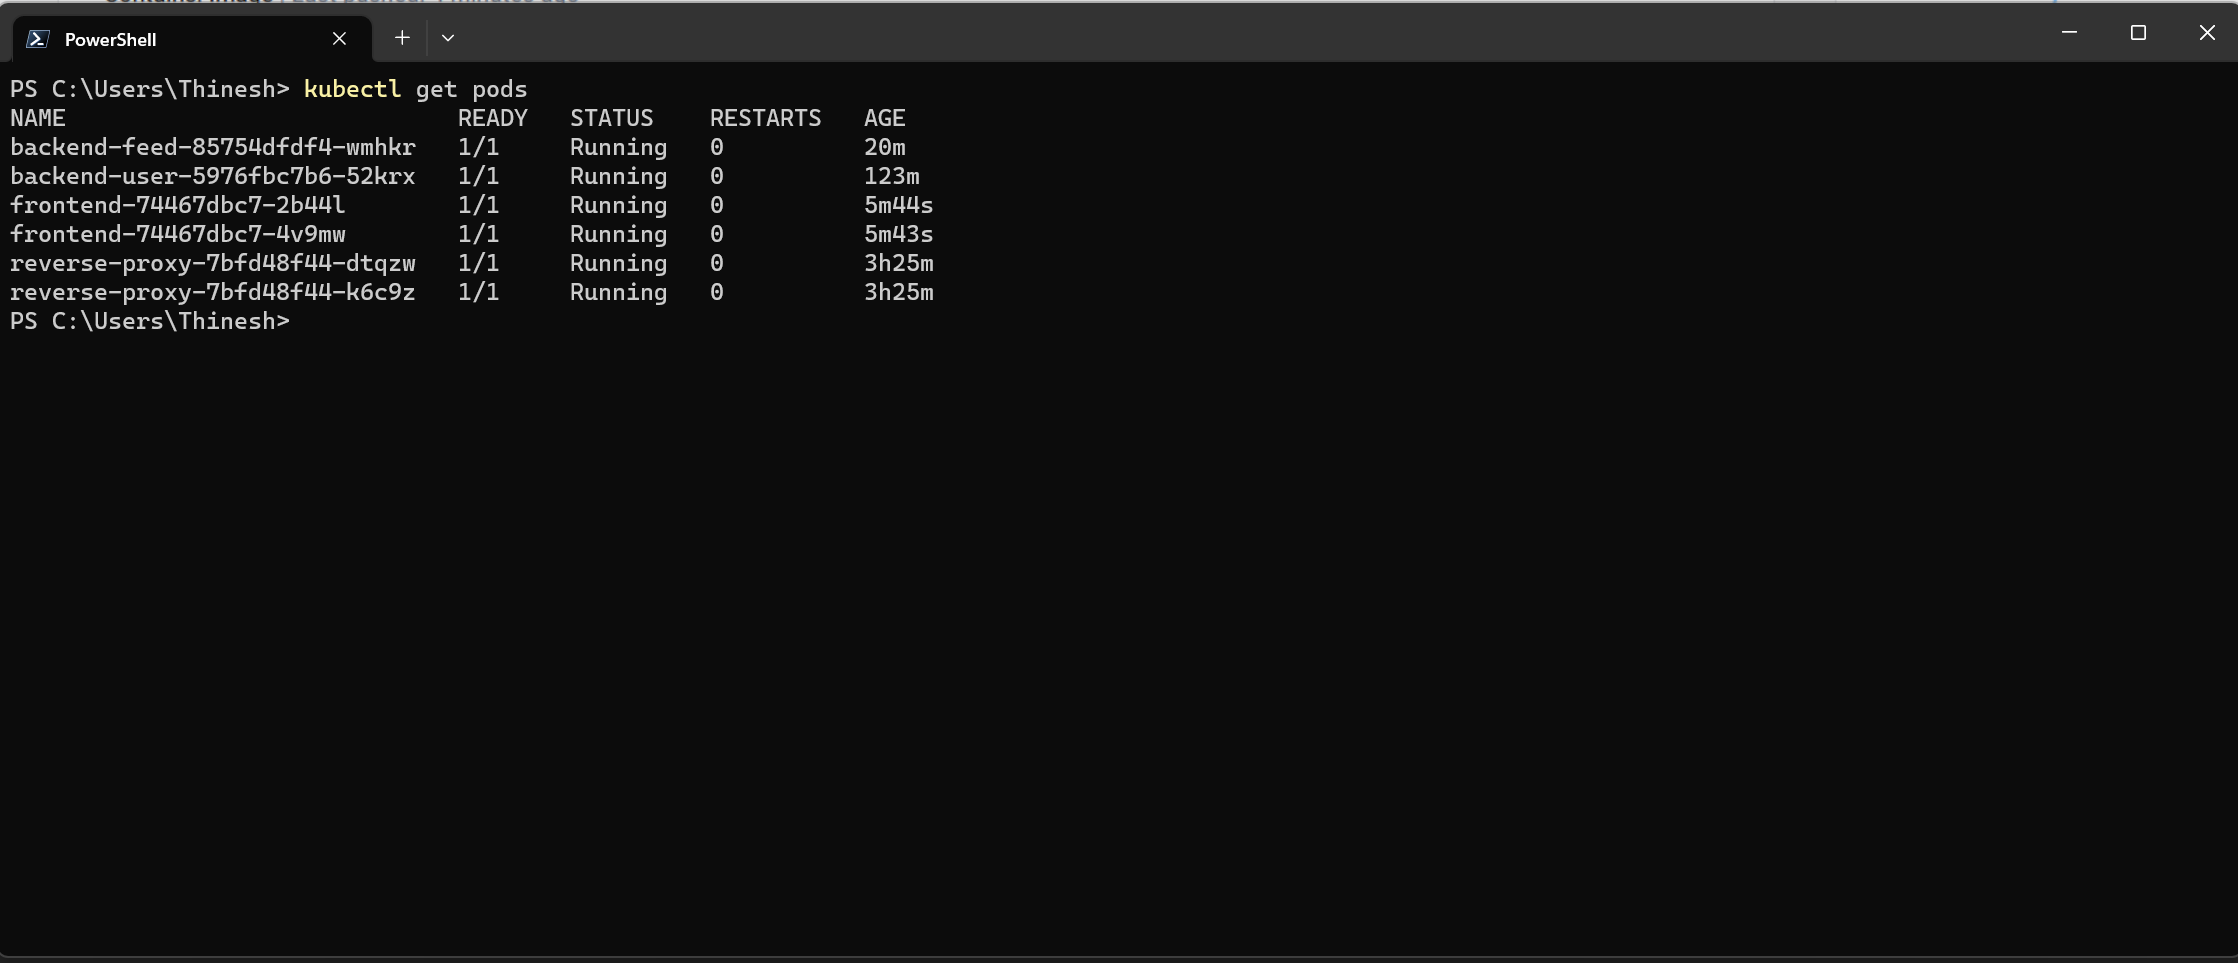 PowerShell
PS C:\Users\Thinesh> kubectl get pods
NAME READY STATUS RESTARTS AGE
backend-feed-85754dfdf4-wmhkr 1/1 Running 0 20m
backend-user-5976fbc7b6-52krx 1/1 Running 0 123m
frontend-74467dbc7-2b44l 1/1 Running 0 5m44s
frontend-74467dbc7-4v9mw 1/1 Running 0 5m43s
reverse-proxy-7bfd48f44-dtqzw 1/1 Running 0 3h25m
reverse-proxy-7bfd48f44-k6c9z 1/1 Running 0 3h25m
PS C:\Users\Thinesh>